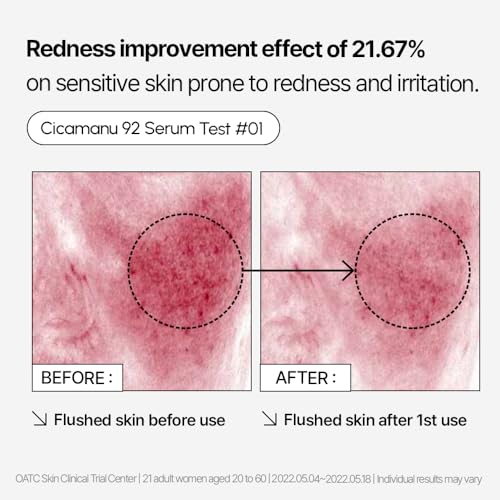 Redness improvement effect of 21.67%
on sensitive skin prone to redness and irritation.
Cicamanu 92 Serum Test #01
BEFORE :
AFTER :
↘ Flushed skin before use
↘ Flushed skin after 1st use
OATC Skin Clinical Trial Center | 21 adult women aged 20 to 60 | 2022.05.04~2022.05.18 | Individual results may vary